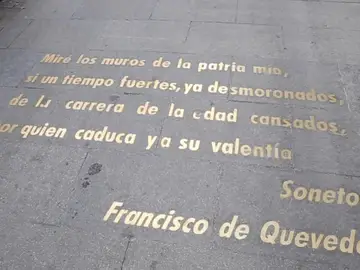 Miré los muros de la patria mía,
si un tiempo fuertes, ya desmoronados,
de la carrera de la edad cansados,
por quien caduca ya su valentía
Soneto
Francisco de Quevedo